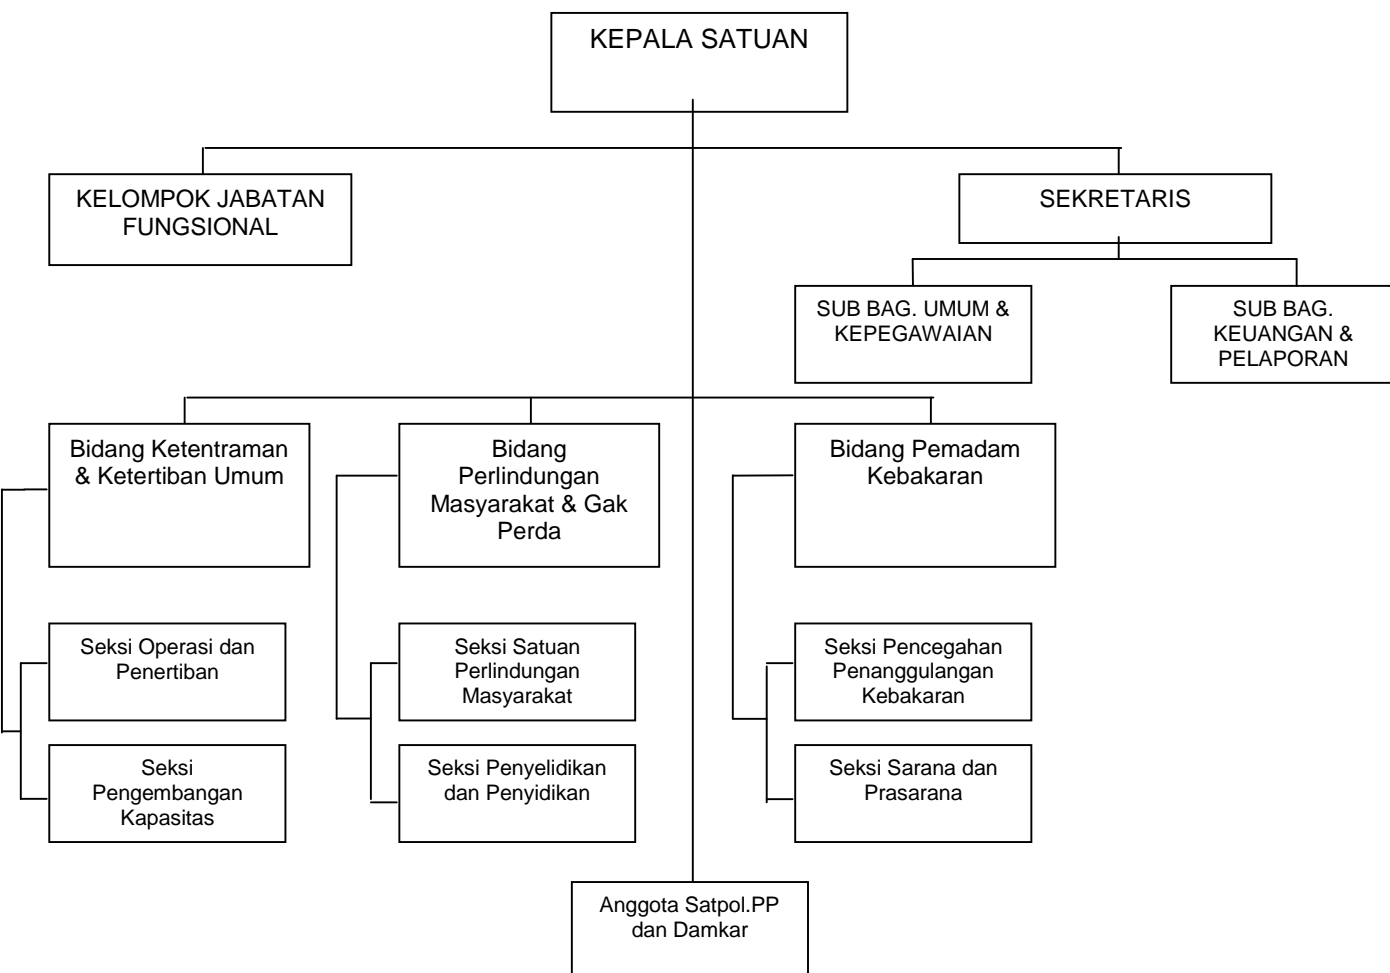 KEPALA SATUAN
KELOMPOK JABATAN
FUNGSIONAL
SEKRETARIS
SUB BAG. UMUM &
KEPEGAWAIAN
SUB BAG.
KEUANGAN &
PELAPORAN
Bidang Ketentraman
& Ketertiban Umum
Bidang
Perlindungan
Masyarakat & Gak
Perda
Bidang Pemadam
Kebakaran
Seksi Operasi dan
Penertiban
Seksi Satuan
Perlindungan
Masyarakat
Seksi Pencegahan
Penanggulangan
Kebakaran
Seksi
Pengembangan
Kapasitas
Seksi Penyelidikan
dan Penyidikan
Seksi Sarana dan
Prasarana
Anggota Satpol.PP
dan Damkar